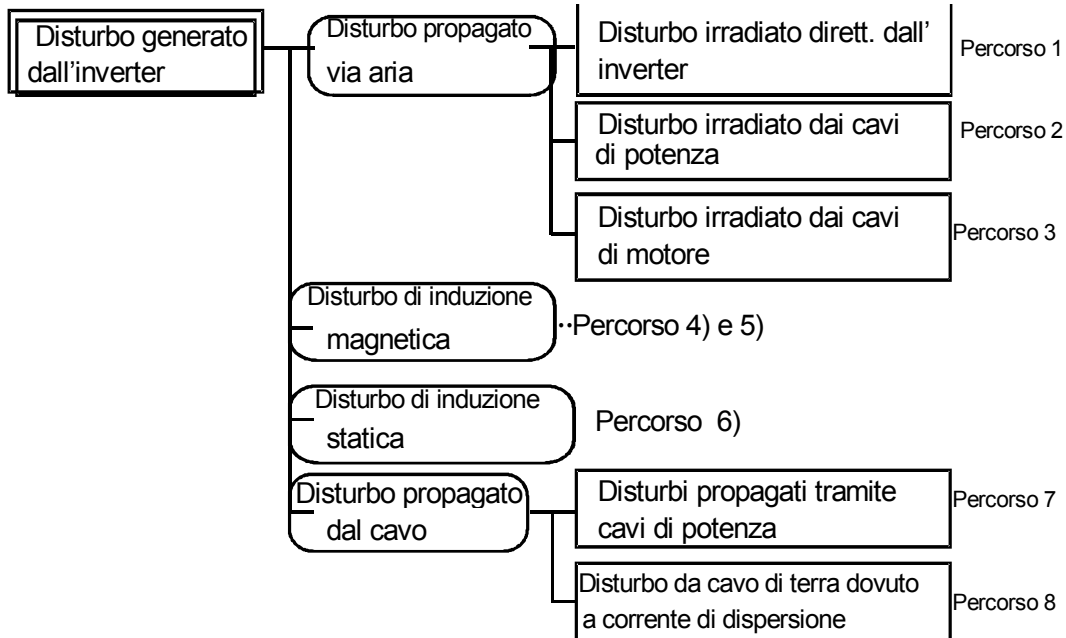 Disturbo generato
dall'inverter
Disturbo propagato
via aria
Disturbo irradiato dirett. dall'
inverter
Percorso 1
Disturbo irradiato dai cavi
di potenza
Percorso 2
Disturbo irradiato dai cavi
di motore
Percorso 3
Disturbo di induzione
magnetica
··Percorso 4) e 5)
Disturbo di induzione
statica
Percorso 6)
Disturbo propagato
dal cavo
Disturbi propagati tramite
cavi di potenza
Percorso 7
Disturbo da cavo di terra dovuto
a corrente di dispersione
Percorso 8